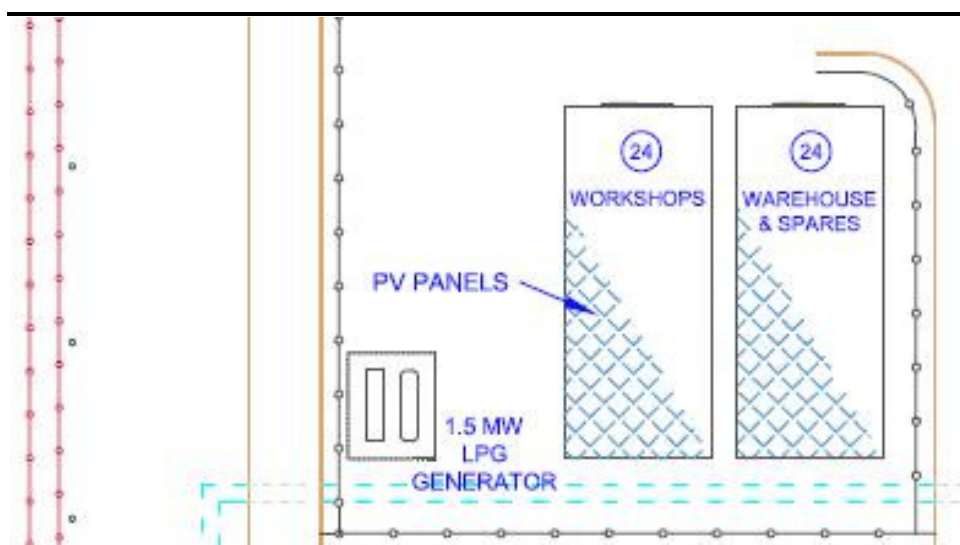 24
WORKSHOPS
24
WAREHOUSE
& SPARES
PV PANELS
1.5 MW
LPG
GENERATOR